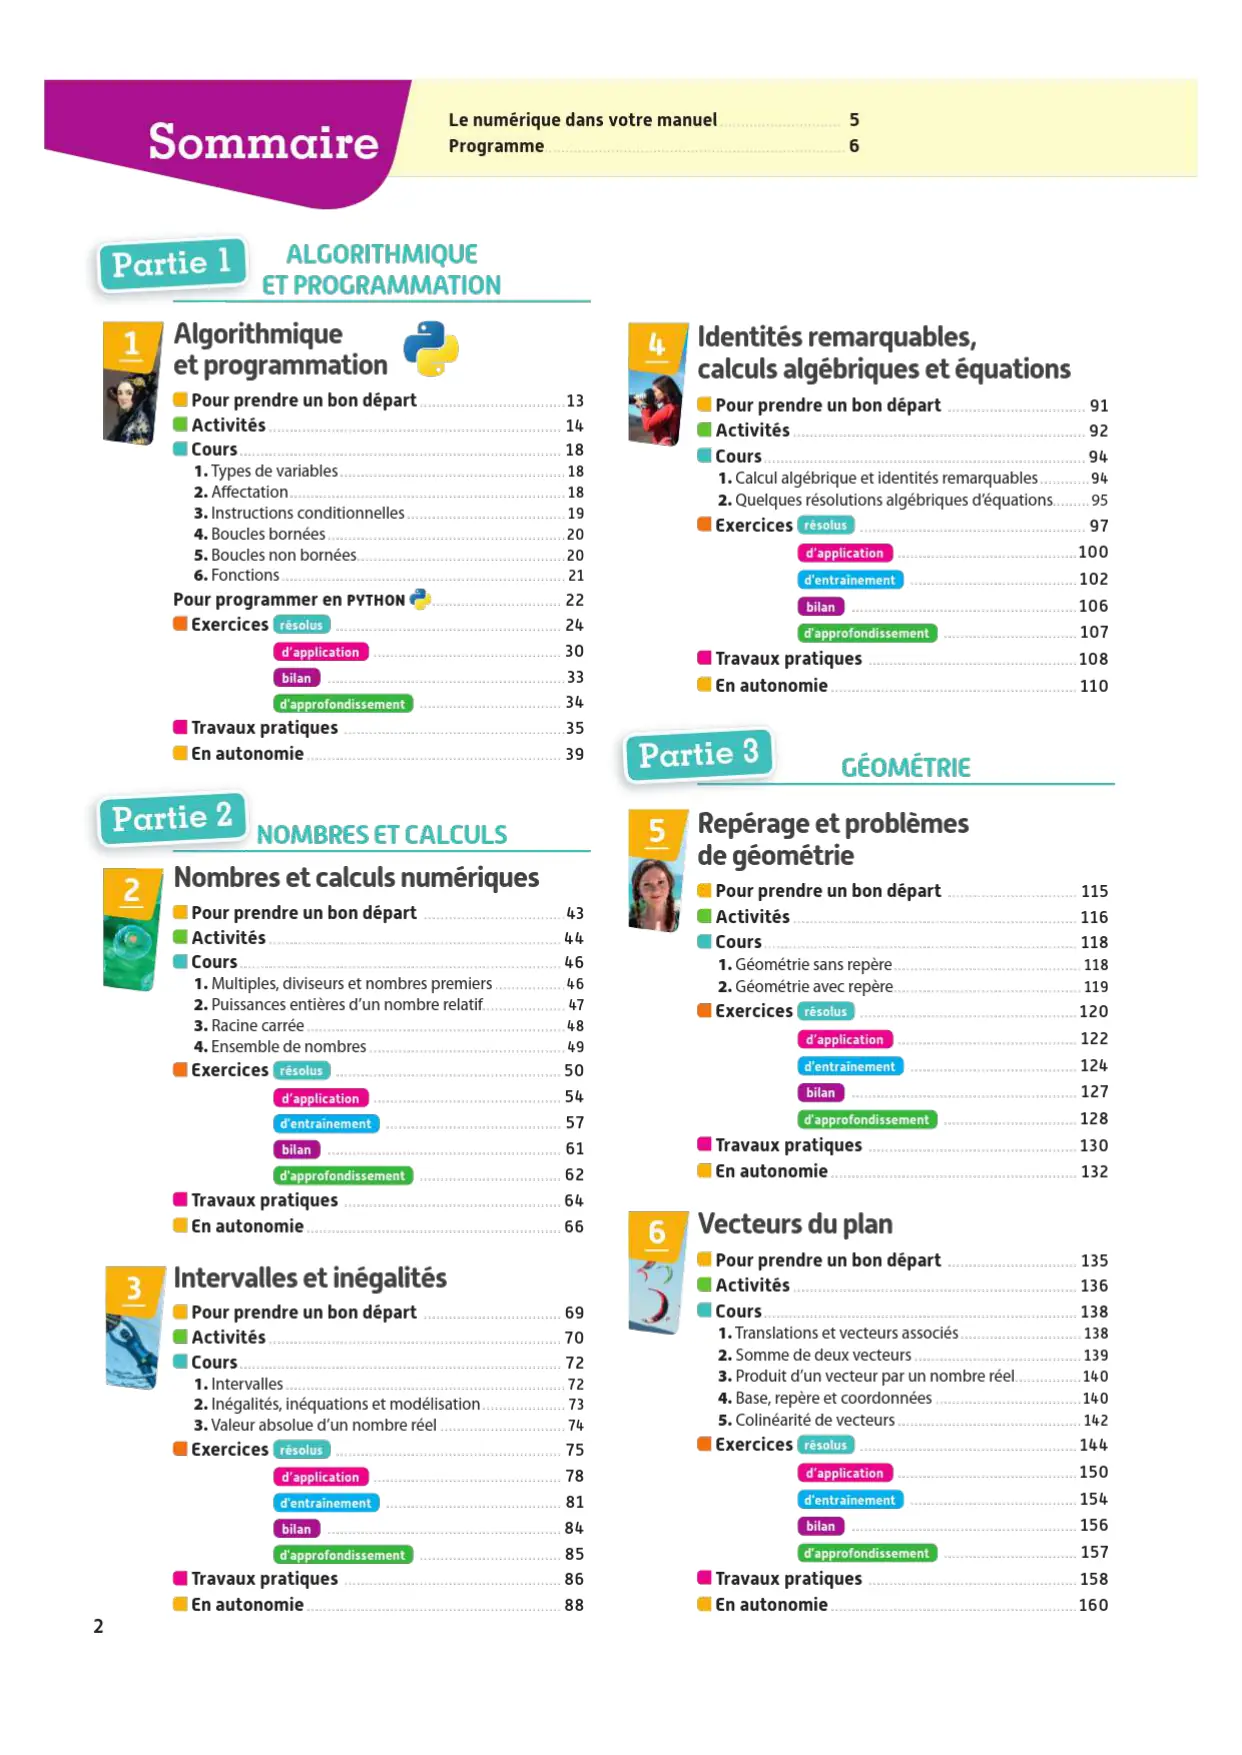 Sommaire
Le numérique dans votre manuel 5
Programme 6
Partie 1
ALGORITHMIQUE
ET PROGRAMMATION
1
Algorithmique
et programmation
Pour prendre un bon départ 13
Activités 14
Cours 18
1. Types de variables 18
2. Affectation 18
3. Instructions conditionnelles 19
4. Boucles bornées 20
5. Boucles non bornées 20
6. Fonctions 21
Pour programmer en PYTHON 22
Exercices résolus 24
d'application 30
bilan 33
d'approfondissement 34
Travaux pratiques 35
En autonomie 39
Partie 2
NOMBRES ET CALCULS
2
Nombres et calculs numériques
Pour prendre un bon départ 43
Activités 44
Cours 46
1. Multiples, diviseurs et nombres premiers 46
2. Puissances entières d'un nombre relatif 47
3. Racine carrée 48
4. Ensemble de nombres 49
Exercices résolus 50
d'application 54
d'entraînement 57
bilan 61
d'approfondissement 62
Travaux pratiques 64
En autonomie 66
3
Intervalles et inégalités
Pour prendre un bon départ 69
Activités 70
Cours 72
1. Intervalles 72
2. Inégalités, inéquations et modélisation 73
3. Valeur absolue d'un nombre réel 74
Exercices résolus 75
d'application 78
d'entraînement 81
bilan 84
d'approfondissement 85
Travaux pratiques 86
En autonomie 88
4
Identités remarquables,
calculs algébriques et équations
Pour prendre un bon départ 91
Activités 92
Cours 94
1. Calcul algébrique et identités remarquables 94
2. Quelques résolutions algébriques d'équations 95
Exercices résolus 97
d'application 100
d'entraînement 102
bilan 106
d'approfondissement 107
Travaux pratiques 108
En autonomie 110
Partie 3
GÉOMÉTRIE
5
Repérage et problèmes
de géométrie
Pour prendre un bon départ 115
Activités 116
Cours 118
1. Géométrie sans repère 118
2. Géométrie avec repère 119
Exercices résolus 120
d'application 122
d'entraînement 124
bilan 127
d'approfondissement 128
Travaux pratiques 130
En autonomie 132
6
Vecteurs du plan
Pour prendre un bon départ 135
Activités 136
Cours 138
1. Translations et vecteurs associés 138
2. Somme de deux vecteurs 139
3. Produit d'un vecteur par un nombre réel 140
4. Base, repère et coordonnées 140
5. Colinéarité de vecteurs 142
Exercices résolus 144
d'application 150
d'entraînement 154
bilan 156
d'approfondissement 157
Travaux pratiques 158
En autonomie 160
2